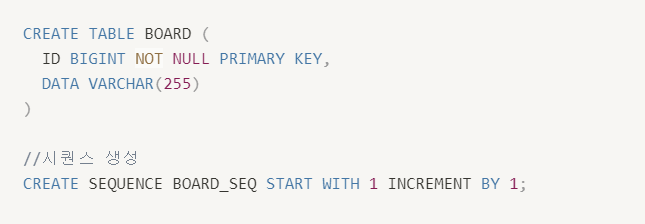 CREATE TABLE BOARD (
  ID BIGINT NOT NULL PRIMARY KEY,
  DATA VARCHAR(255)
)

//시퀀스 생성
CREATE SEQUENCE BOARD_SEQ START WITH 1 INCREMENT BY 1;